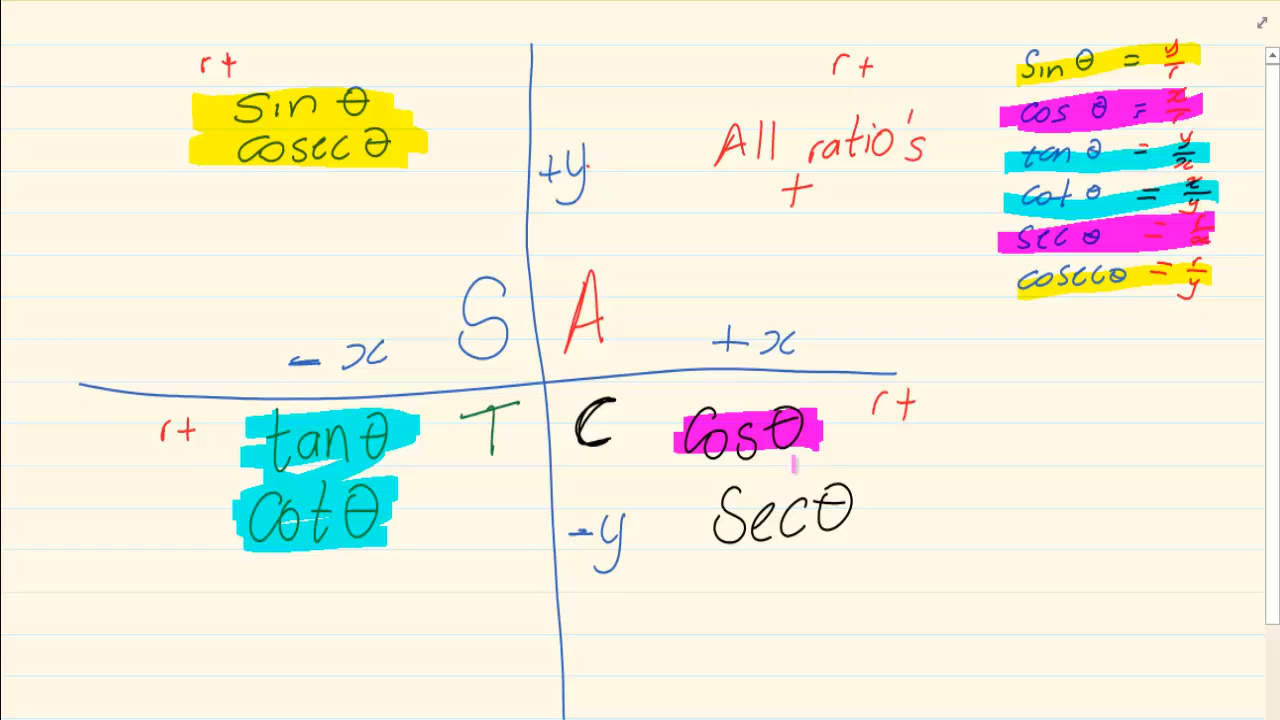 r+
sin θ
cosec θ
+y
r+
All ratio's
+
sin θ = y/r
cos θ = x/r
tan θ = y/x
cot θ = x/y
sec θ = r/x
cosec θ = r/y
S A
- x
+ x
T C
r+
tan θ
cot θ
cos θ
r+
sec θ
-y